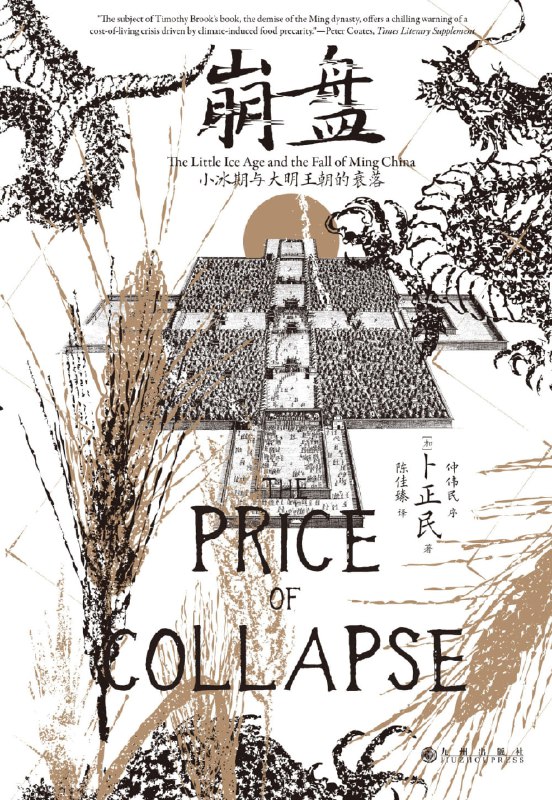 "The subject of Timothy Brook's book, the demise of the Ming dynasty, offers a chilling warning of a
cost-of-living crisis driven by climate-induced food precarity."—Peter Coates, Times Literary Supplement
崩盘
The Little Ice Age and the Fall of Ming China
小冰期与大明王朝的衰落
[加]卜正民 著
仲伟民 序
陈佳臻 译
THE
PRICE
OF
COLLAPSE
九州出版社
JIUZHOUPRESS